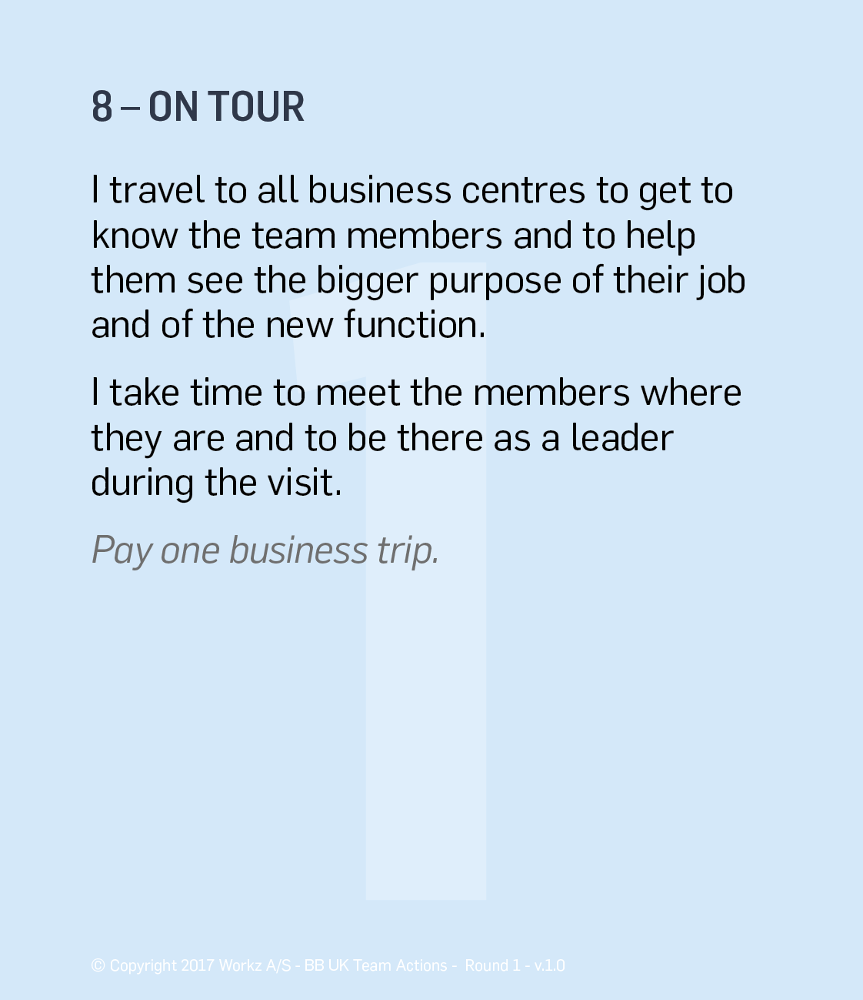 8 – ON TOUR
I travel to all business centres to get to
know the team members and to help
them see the bigger purpose of their job
and of the new function.
I take time to meet the members where
they are and to be there as a leader
during the visit.
Pay one business trip.
1
© Copyright 2017 Workz A/S - BB UK Team Actions -  Round 1 - v.1.0